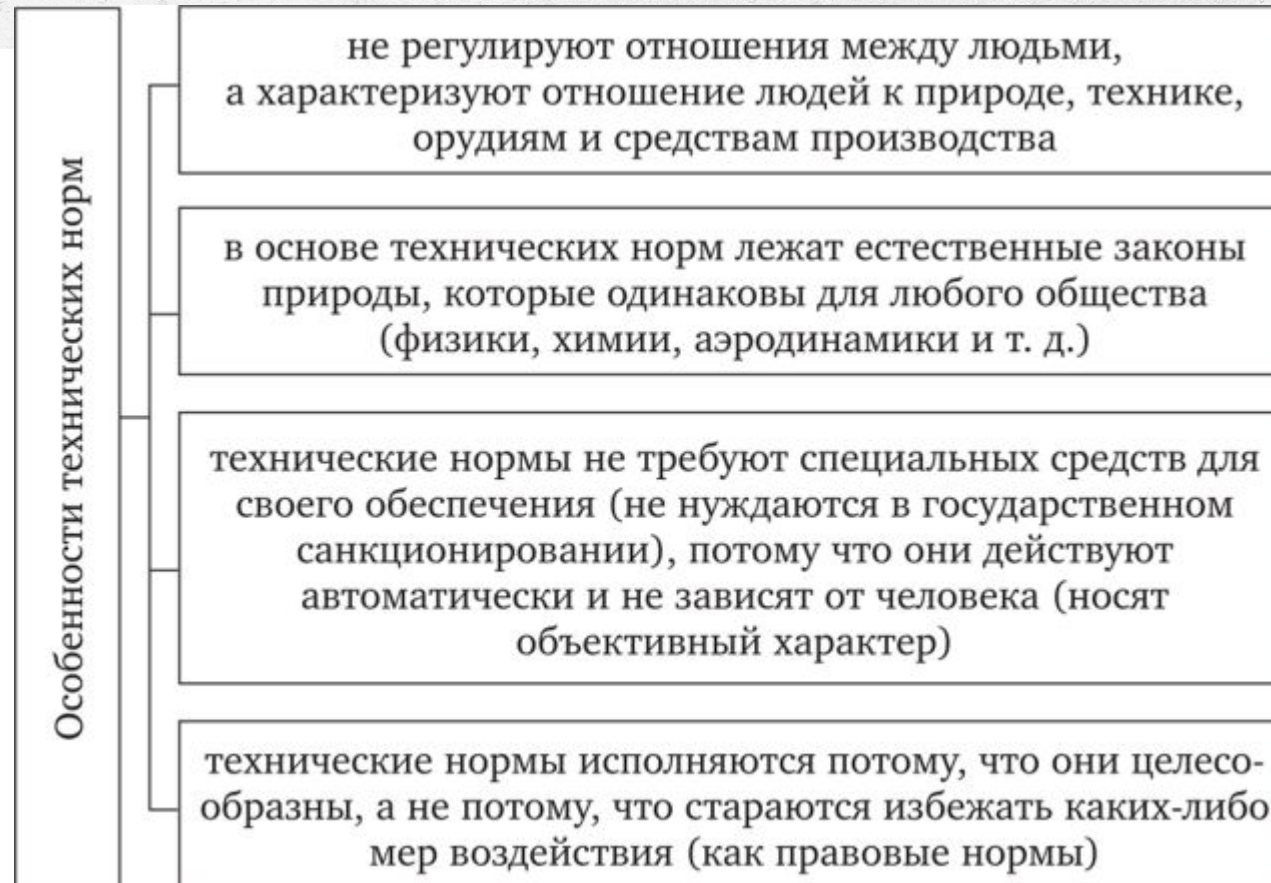 Особенности технических норм
не регулируют отношения между людьми,
а характеризуют отношение людей к природе, технике,
орудиям и средствам производства
в основе технических норм лежат естественные законы
природы, которые одинаковы для любого общества
(физики, химии, аэродинамики и т. д.)
технические нормы не требуют специальных средств для
своего обеспечения (не нуждаются в государственном
санкционировании), потому что они действуют
автоматически и не зависят от человека (носят
объективный характер)
технические нормы исполняются потому, что они целесо-
образны, а не потому, что стараются избежать каких-либо
мер воздействия (как правовые нормы)